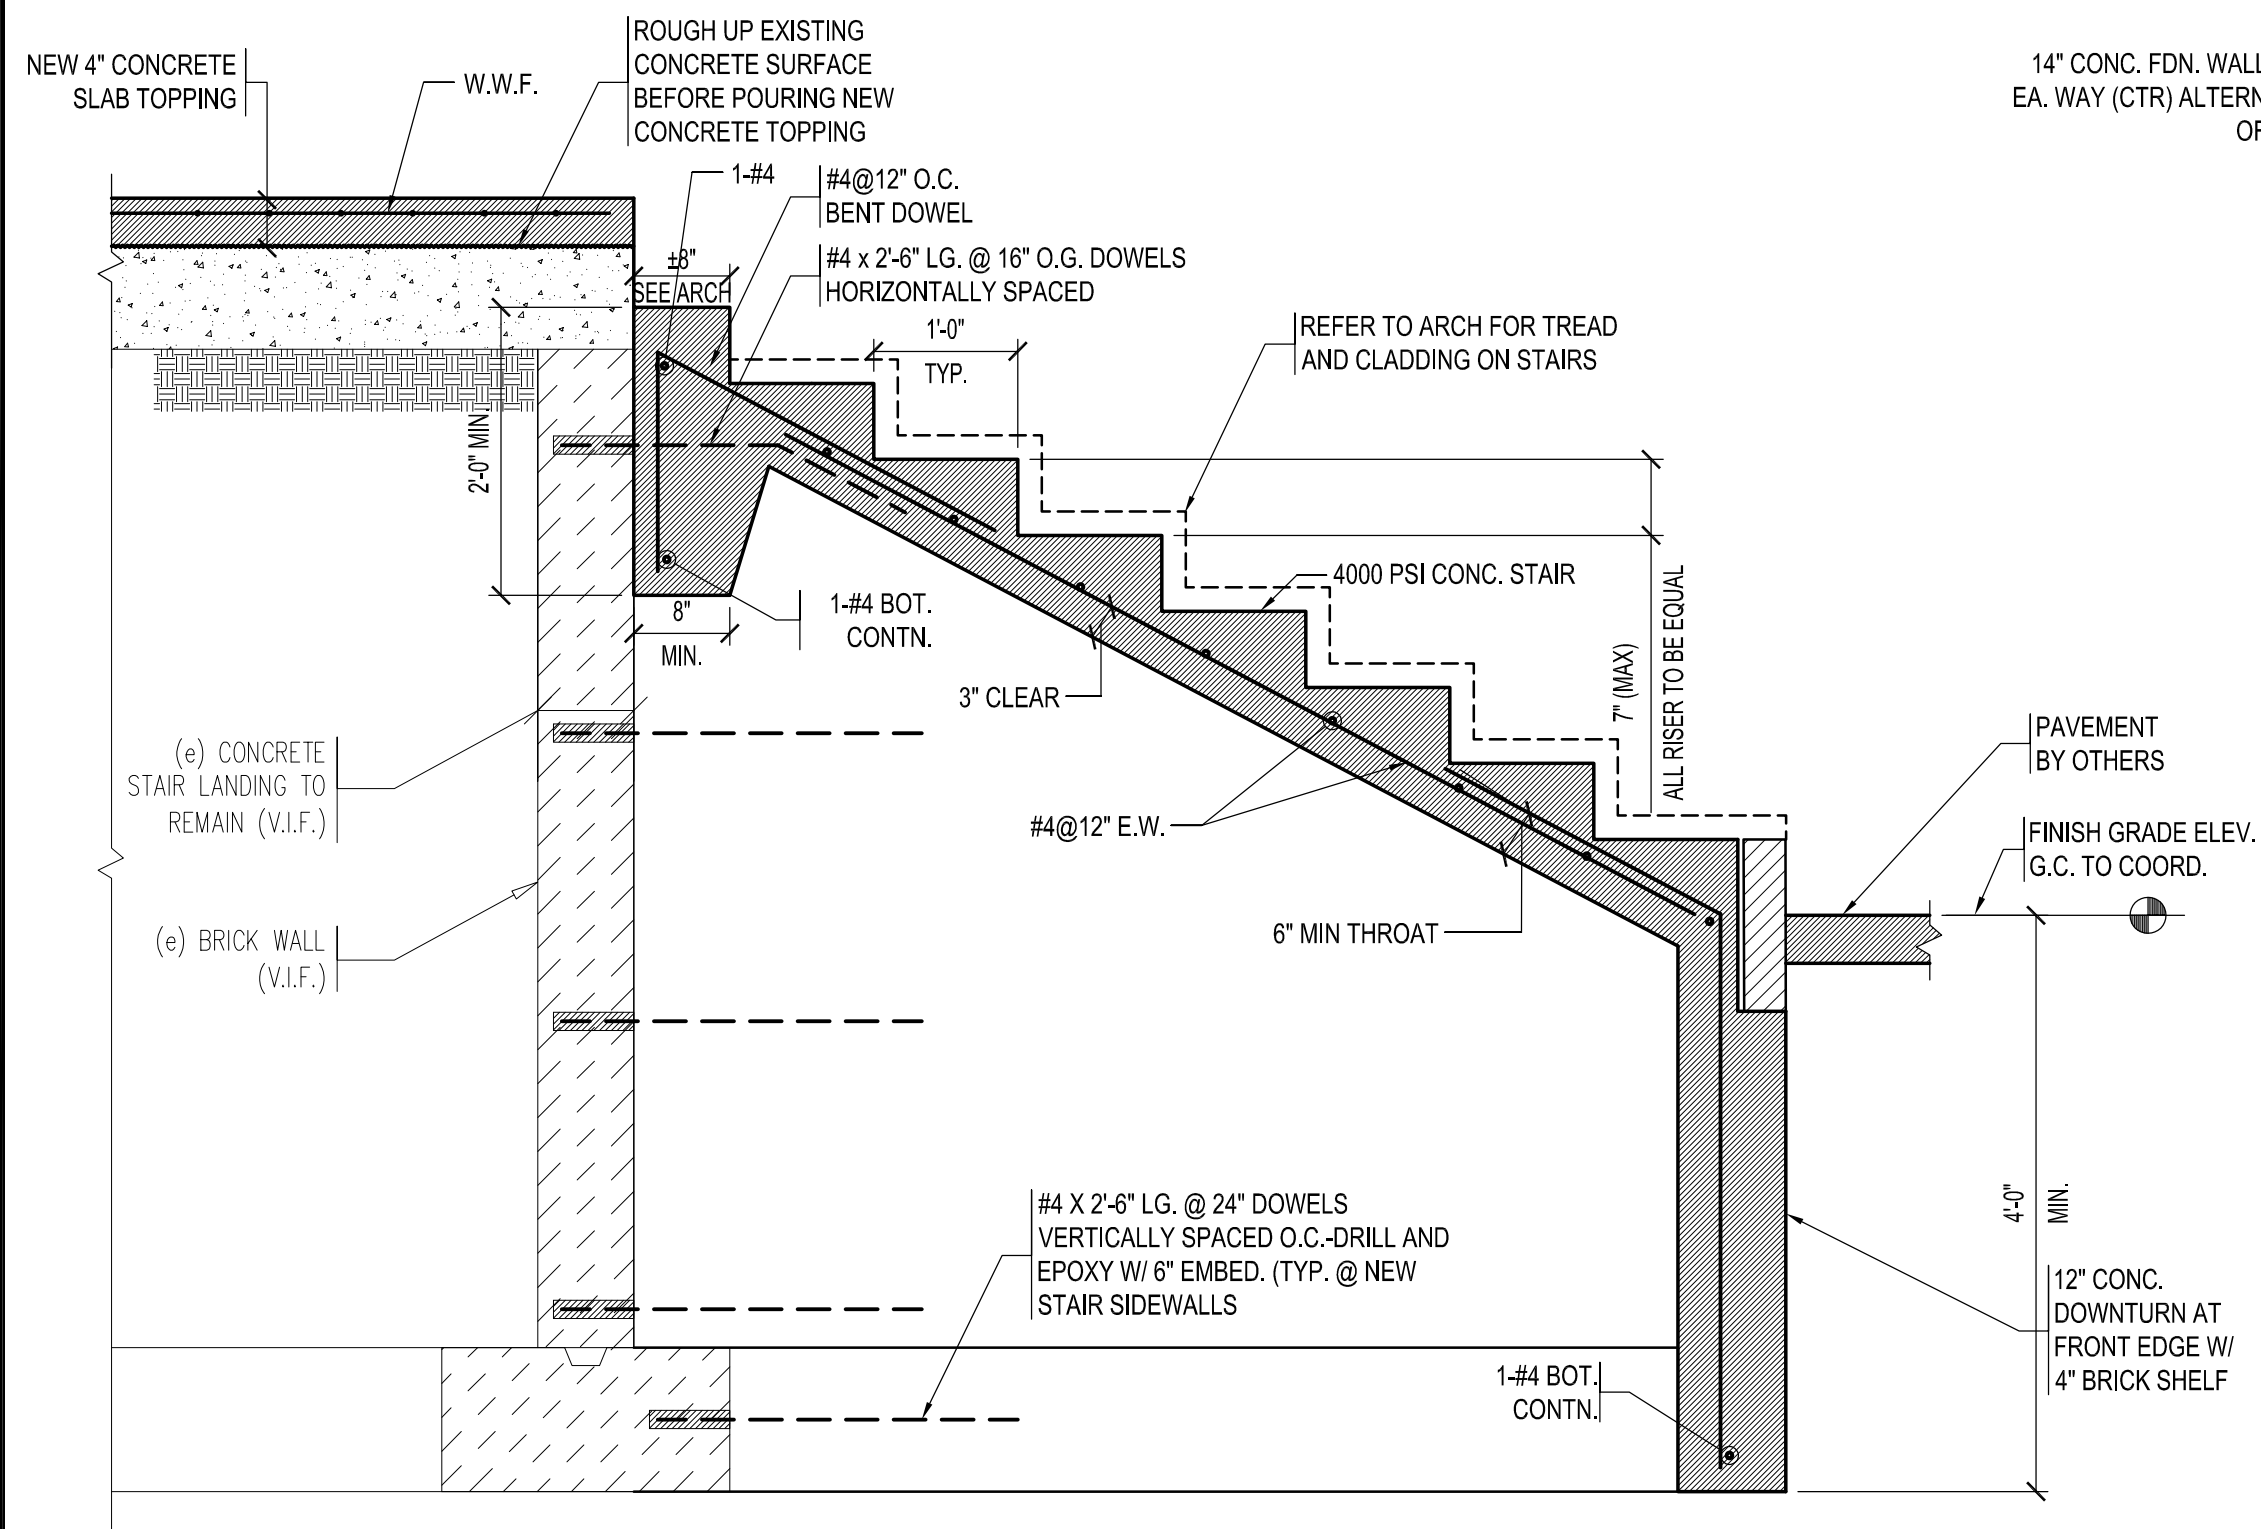 NEW 4" CONCRETE
SLAB TOPPING
W.W.F.
ROUGH UP EXISTING
CONCRETE SURFACE
BEFORE POURING NEW
CONCRETE TOPPING
14" CONC. FDN. WALL
EA. WAY (CTR) ALTERN
OF
1-#4
#4@12" O.C.
BENT DOWEL
±8"
SEE ARCH
#4 x 2'-6" LG. @ 16" O.G. DOWELS
HORIZONTALLY SPACED
1'-0"
TYP.
REFER TO ARCH FOR TREAD
AND CLADDING ON STAIRS
2'-0" MIN.
8"
MIN.
1-#4 BOT.
CONTN.
4000 PSI CONC. STAIR
3" CLEAR
7" (MAX)
ALL RISER TO BE EQUAL
(e) CONCRETE
STAIR LANDING TO
REMAIN (V.I.F.)
#4@12" E.W.
PAVEMENT
BY OTHERS
FINISH GRADE ELEV.
G.C. TO COORD.
(e) BRICK WALL
(V.I.F.)
6" MIN THROAT
#4 X 2'-6" LG. @ 24" DOWELS
VERTICALLY SPACED O.C.-DRILL AND
EPOXY W/ 6" EMBED. (TYP. @ NEW
STAIR SIDEWALLS
4'-0"
MIN.
12" CONC.
DOWNTURN AT
FRONT EDGE W/
4" BRICK SHELF
1-#4 BOT.
CONTN.